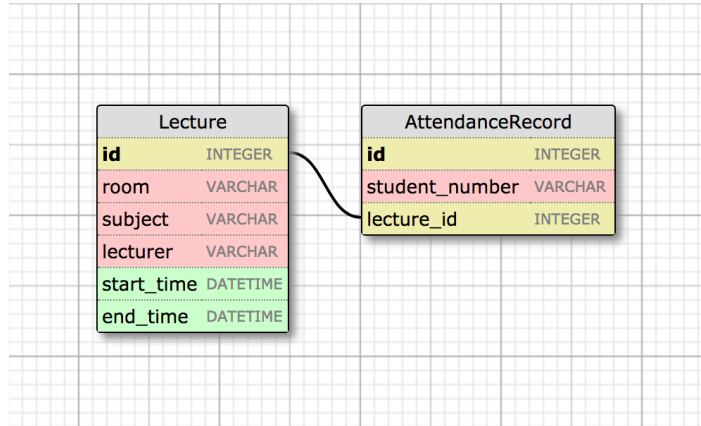 Lecture
id INTEGER
room VARCHAR
subject VARCHAR
lecturer VARCHAR
start_time DATETIME
end_time DATETIME
AttendanceRecord
id INTEGER
student_number VARCHAR
lecture_id INTEGER